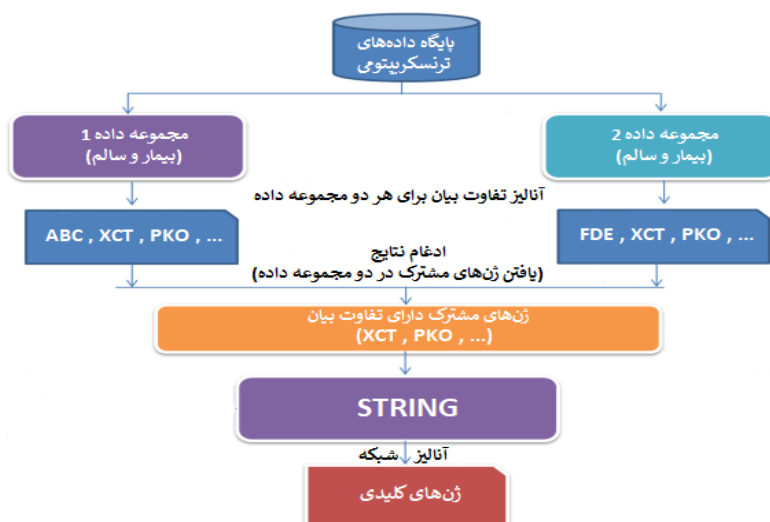 پایگاه داده‌های
ترنسکریپتومی
مجموعه داده 1
(بیمار و سالم)
مجموعه داده 2
(بیمار و سالم)
آنالیز تفاوت بیان برای هر دو مجموعه داده
ABC , XCT , PKO , ...
FDE , XCT , PKO , ...
ادغام نتایج
(یافتن ژن‌های مشترک در دو مجموعه داده)
ژن‌های مشترک دارای تفاوت بیان
(XCT , PKO , ...)
STRING
آنالیز شبکه
ژن‌های کلیدی